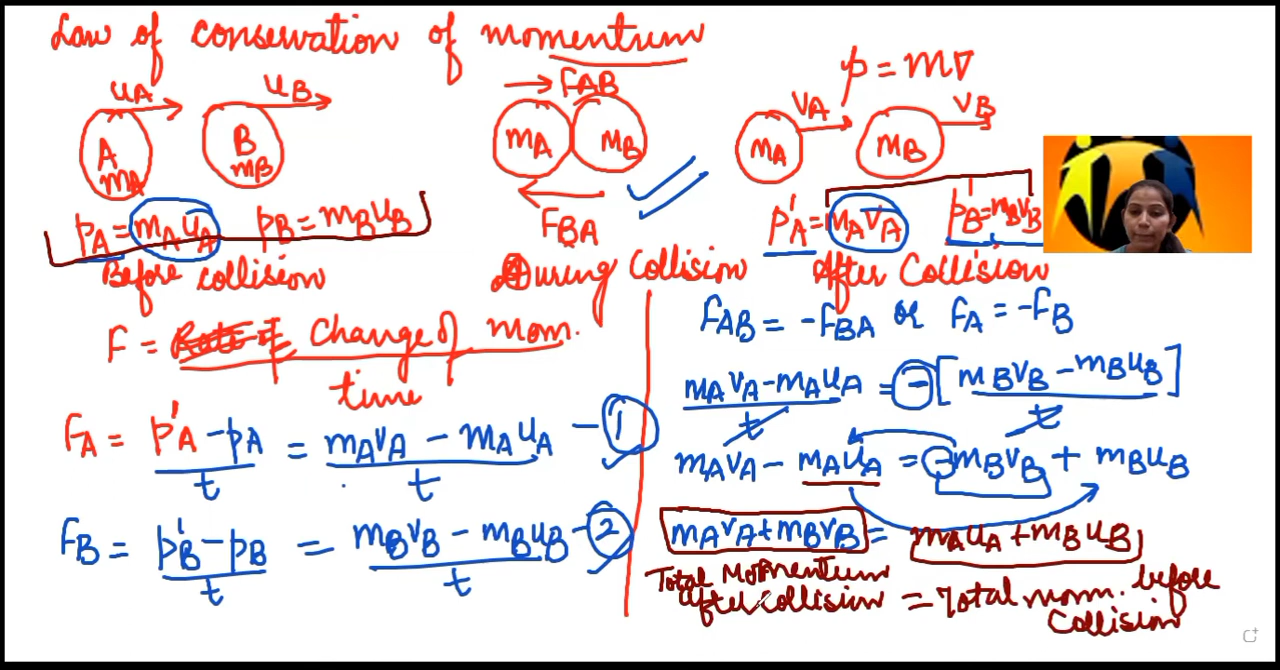 Law of conservation of momentum
p = mv
uA uB
A mA
B mB
FAB
mA mB
FBA
vA vB
mA mB
pA = mAuA pB = mBuB
p'A = mAvA p'B = mBvB
Before collision During Collision After Collision
F = Change of mom.
time
FAB = -FBA or FA = -FB
mAvA - mAuA = - [mBvB - mBuB]
t t
FA = p'A - pA = mAvA - mAuA - 1
t t
mAvA - mAuA = - mBvB + mBuB
FB = p'B - pB = mBvB - mBuB - 2
t t
mAvA + mBvB = mAuA + mBuB
Total Momentum after collision = Total mom. before Collision